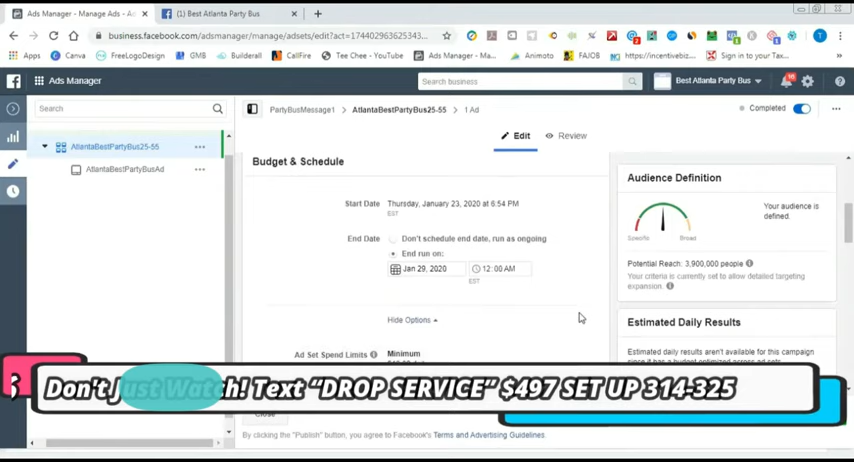 Ads Manager - Manage Ads - Ads
(1) Best Atlanta Party Bus
business.facebook.com/adsmanager/manage/adsets/edit?act=174402963625343...
Apps
Canva
FreeLogoDesign
GMB
Builderall
CallFire
Tee Chee - YouTube
Ads Manager - Ma...
Animoto
FAJOB
https://incentivebiz....
Sign in to your Tax...
Ads Manager
Search business
Best Atlanta Party Bus
Search
PartyBusMessage1
AtlantaBestPartyBus25-55
1 Ad
Completed
AtlantaBestPartyBus25-55
AtlantaBestPartyBusAd
Edit
Review
Budget & Schedule
Start Date
Thursday, January 23, 2020 at 6:54 PM
EST
End Date
Don't schedule end date, run as ongoing
End run on:
Jan 29, 2020
12:00 AM
EST
Hide Options
Ad Set Spend Limits
Minimum
Audience Definition
Your audience is
defined.
Specific
Broad
Potential Reach: 3,900,000 people
Your criteria is currently set to allow detailed targeting
expansion.
Estimated Daily Results
Estimated daily results aren't available for this campaign
Don't Just Watch! Text “DROP SERVICE” $497 SET UP 314-325
Close
By clicking the "Publish" button, you agree to Facebook's Terms and Advertising Guidelines.